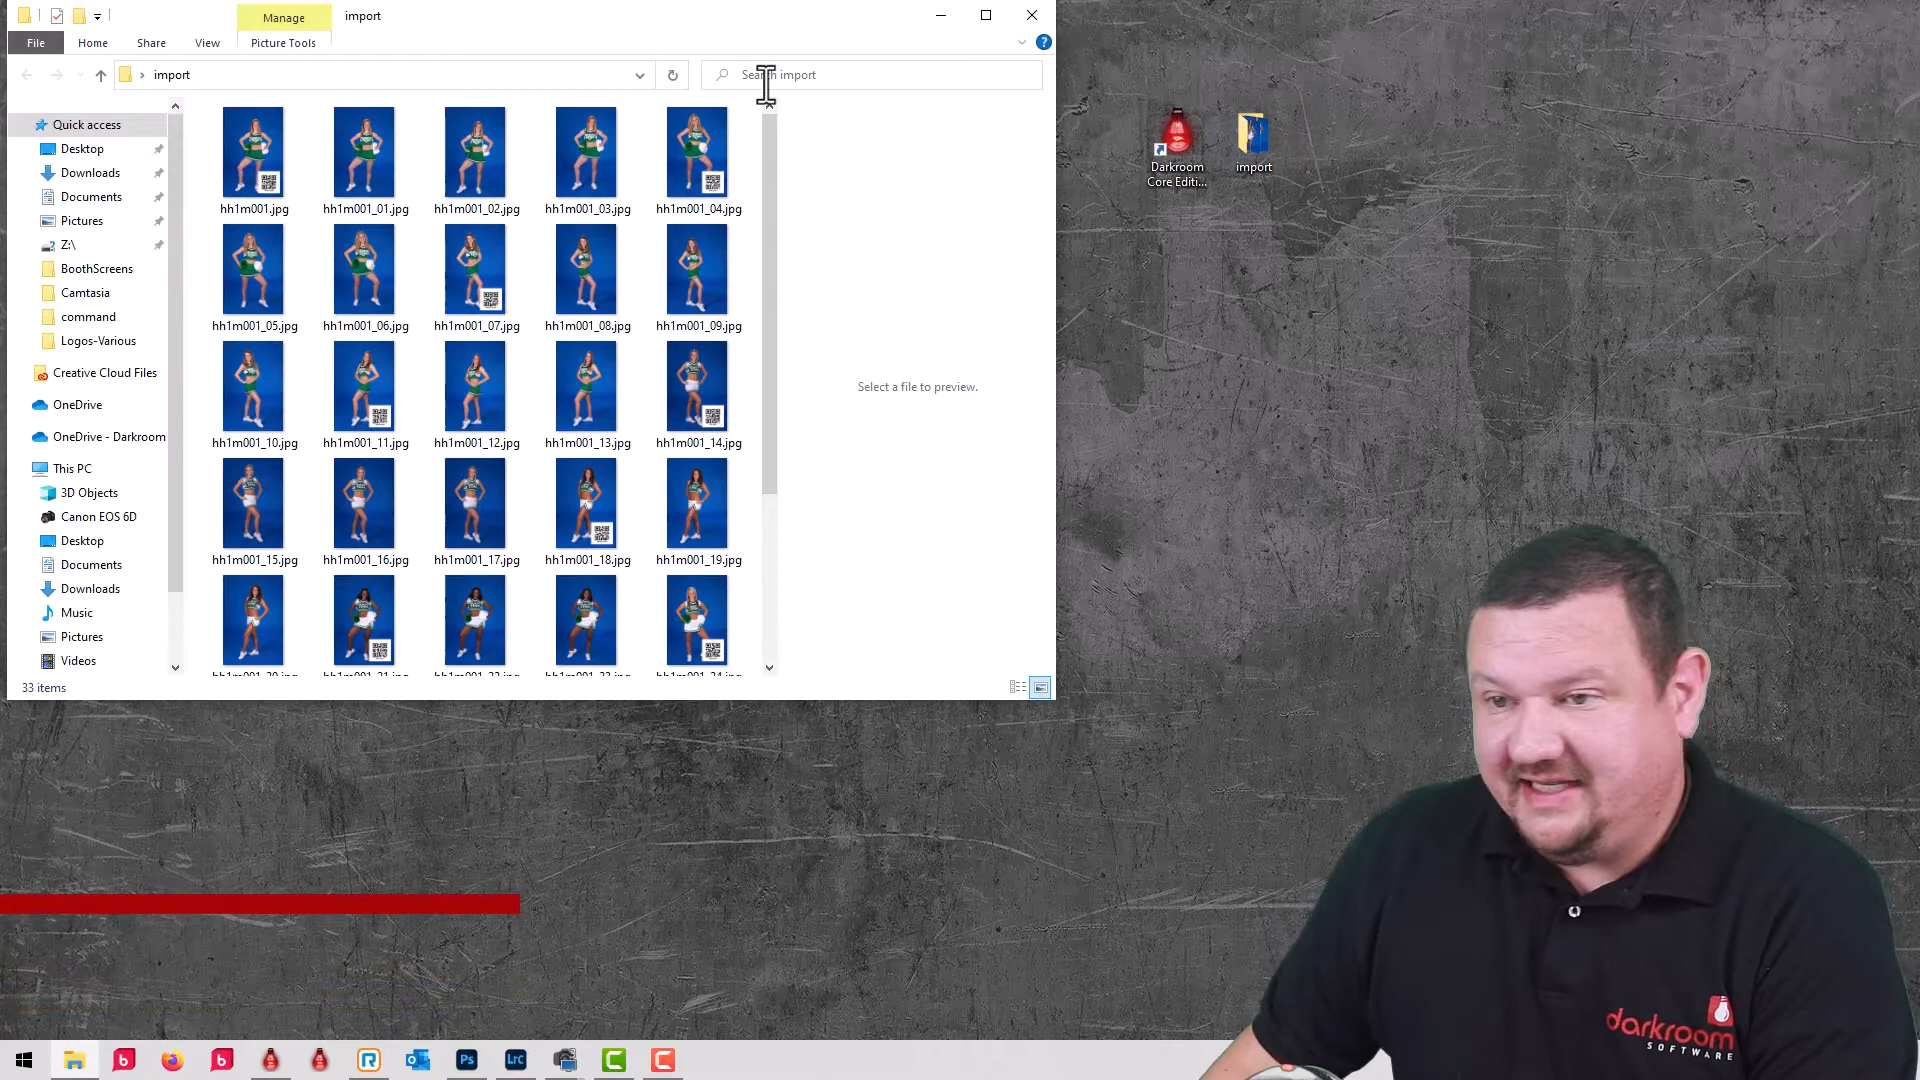 Manage
import
File
Home
Share
View
Picture Tools
import
Search import
Quick access
Desktop
Downloads
Documents
Pictures
Z:\
BoothScreens
Camtasia
command
Logos-Various
Creative Cloud Files
OneDrive
OneDrive - Darkroom
This PC
3D Objects
Canon EOS 6D
Desktop
Documents
Downloads
Music
Pictures
Videos
hh1m001.jpg
hh1m001_01.jpg
hh1m001_02.jpg
hh1m001_03.jpg
hh1m001_04.jpg
hh1m001_05.jpg
hh1m001_06.jpg
hh1m001_07.jpg
hh1m001_08.jpg
hh1m001_09.jpg
hh1m001_10.jpg
hh1m001_11.jpg
hh1m001_12.jpg
hh1m001_13.jpg
hh1m001_14.jpg
hh1m001_15.jpg
hh1m001_16.jpg
hh1m001_17.jpg
hh1m001_18.jpg
hh1m001_19.jpg
Select a file to preview.
33 items
Darkroom
Core Editi...
import
darkroom
SOFTWARE
Ps
Lrc